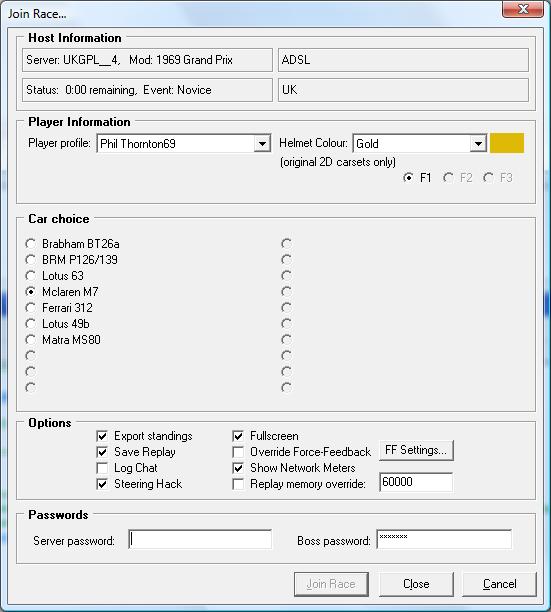 Join Race...
Host Information
Server: UKGPL__4, Mod: 1969 Grand Prix ADSL
Status: 0:00 remaining, Event: Novice UK
Player Information
Player profile: Phil Thornton69 Helmet Colour: Gold
(original 2D carsets only)
F1 F2 F3
Car choice
Brabham BT26a
BRM P126/139
Lotus 63
Mclaren M7
Ferrari 312
Lotus 49b
Matra MS80
Options
Export standings Fullscreen
Save Replay Override Force-Feedback FF Settings...
Log Chat Show Network Meters
Steering Hack Replay memory override: 60000
Passwords
Server password: Boss password: *******
Join Race Close Cancel